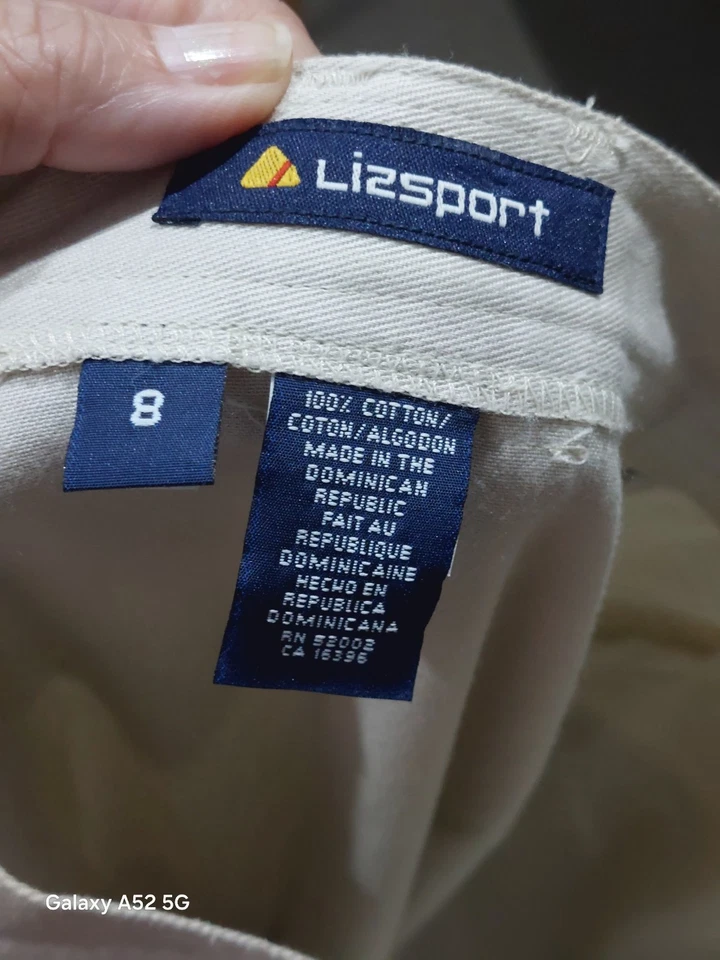 Lizsport
8
100% COTTON/
COTON/ALGODON
MADE IN THE
DOMINICAN
REPUBLIC
FAIT AU
REPUBLIQUE
DOMINICAINE
HECHO EN
REPUBLICA
DOMINICANA
RN 52002
CA 16396
Galaxy A52 5G